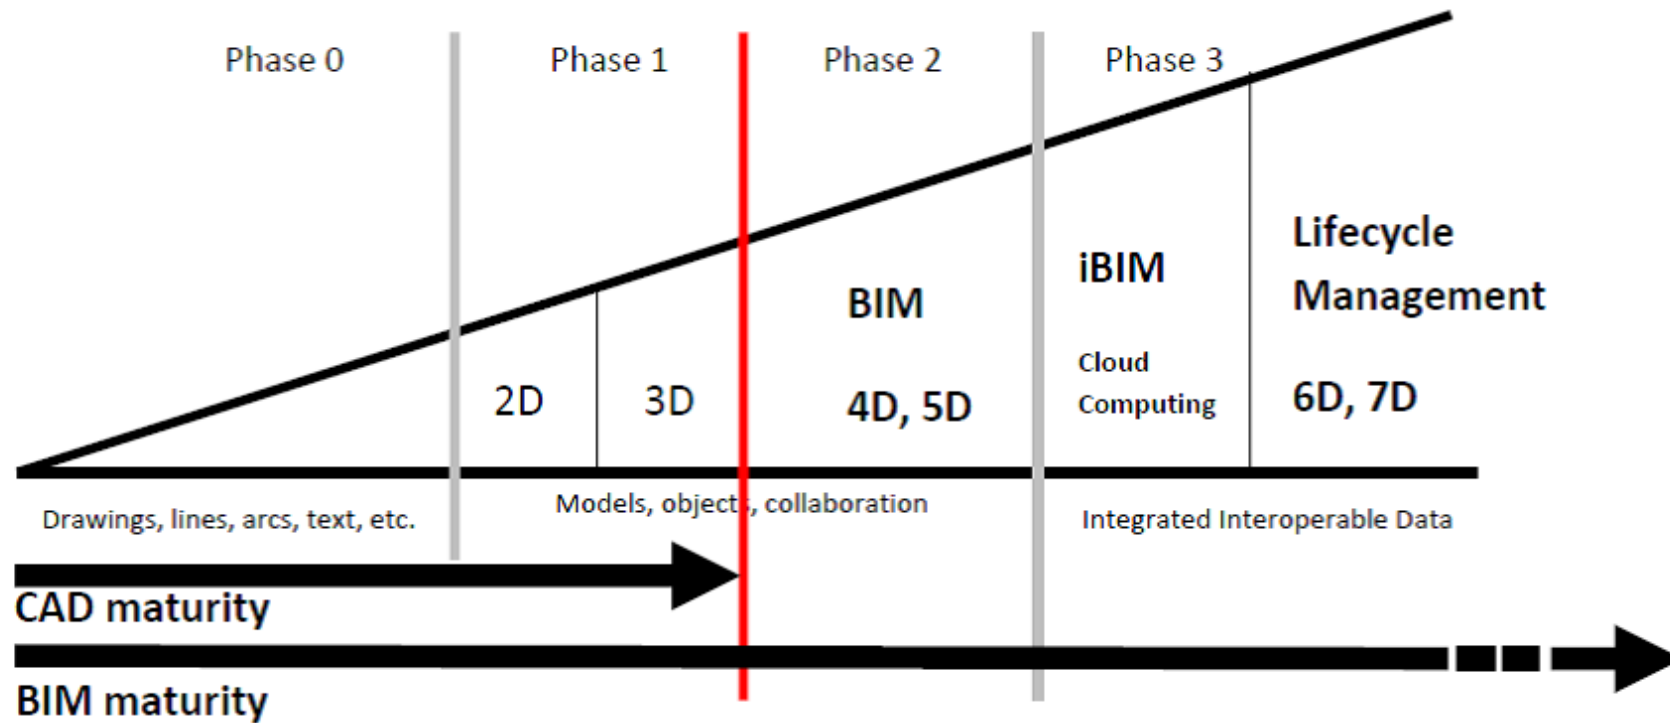 Phase 0
Phase 1
Phase 2
Phase 3
2D
3D
BIM
4D, 5D
iBIM
Cloud
Computing
Lifecycle
Management
6D, 7D
Drawings, lines, arcs, text, etc.
Models, objects, collaboration
Integrated Interoperable Data
CAD maturity
BIM maturity